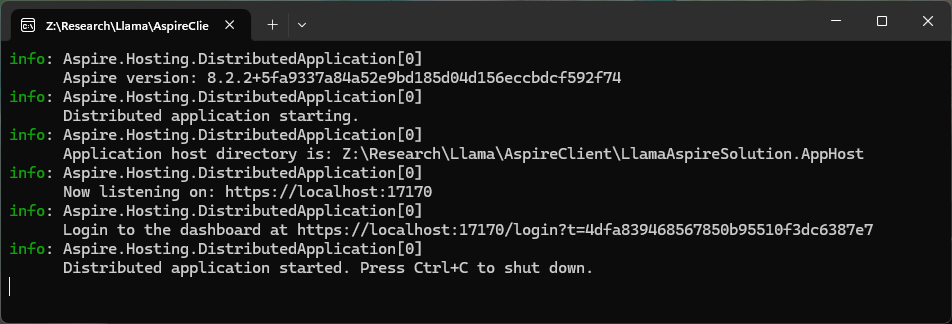 Z:\Research\Llama\AspireClie
info: Aspire.Hosting.DistributedApplication[0]
Aspire version: 8.2.2+5fa9337a84a52e9bd185d04d156eccbdcf592f74
info: Aspire.Hosting.DistributedApplication[0]
Distributed application starting.
info: Aspire.Hosting.DistributedApplication[0]
Application host directory is: Z:\Research\Llama\AspireClient\LlamaAspireSolution.AppHost
info: Aspire.Hosting.DistributedApplication[0]
Now listening on: https://localhost:17170
info: Aspire.Hosting.DistributedApplication[0]
Login to the dashboard at https://localhost:17170/login?t=4dfa839468567850b95510f3dc6387e7
info: Aspire.Hosting.DistributedApplication[0]
Distributed application started. Press Ctrl+C to shut down.